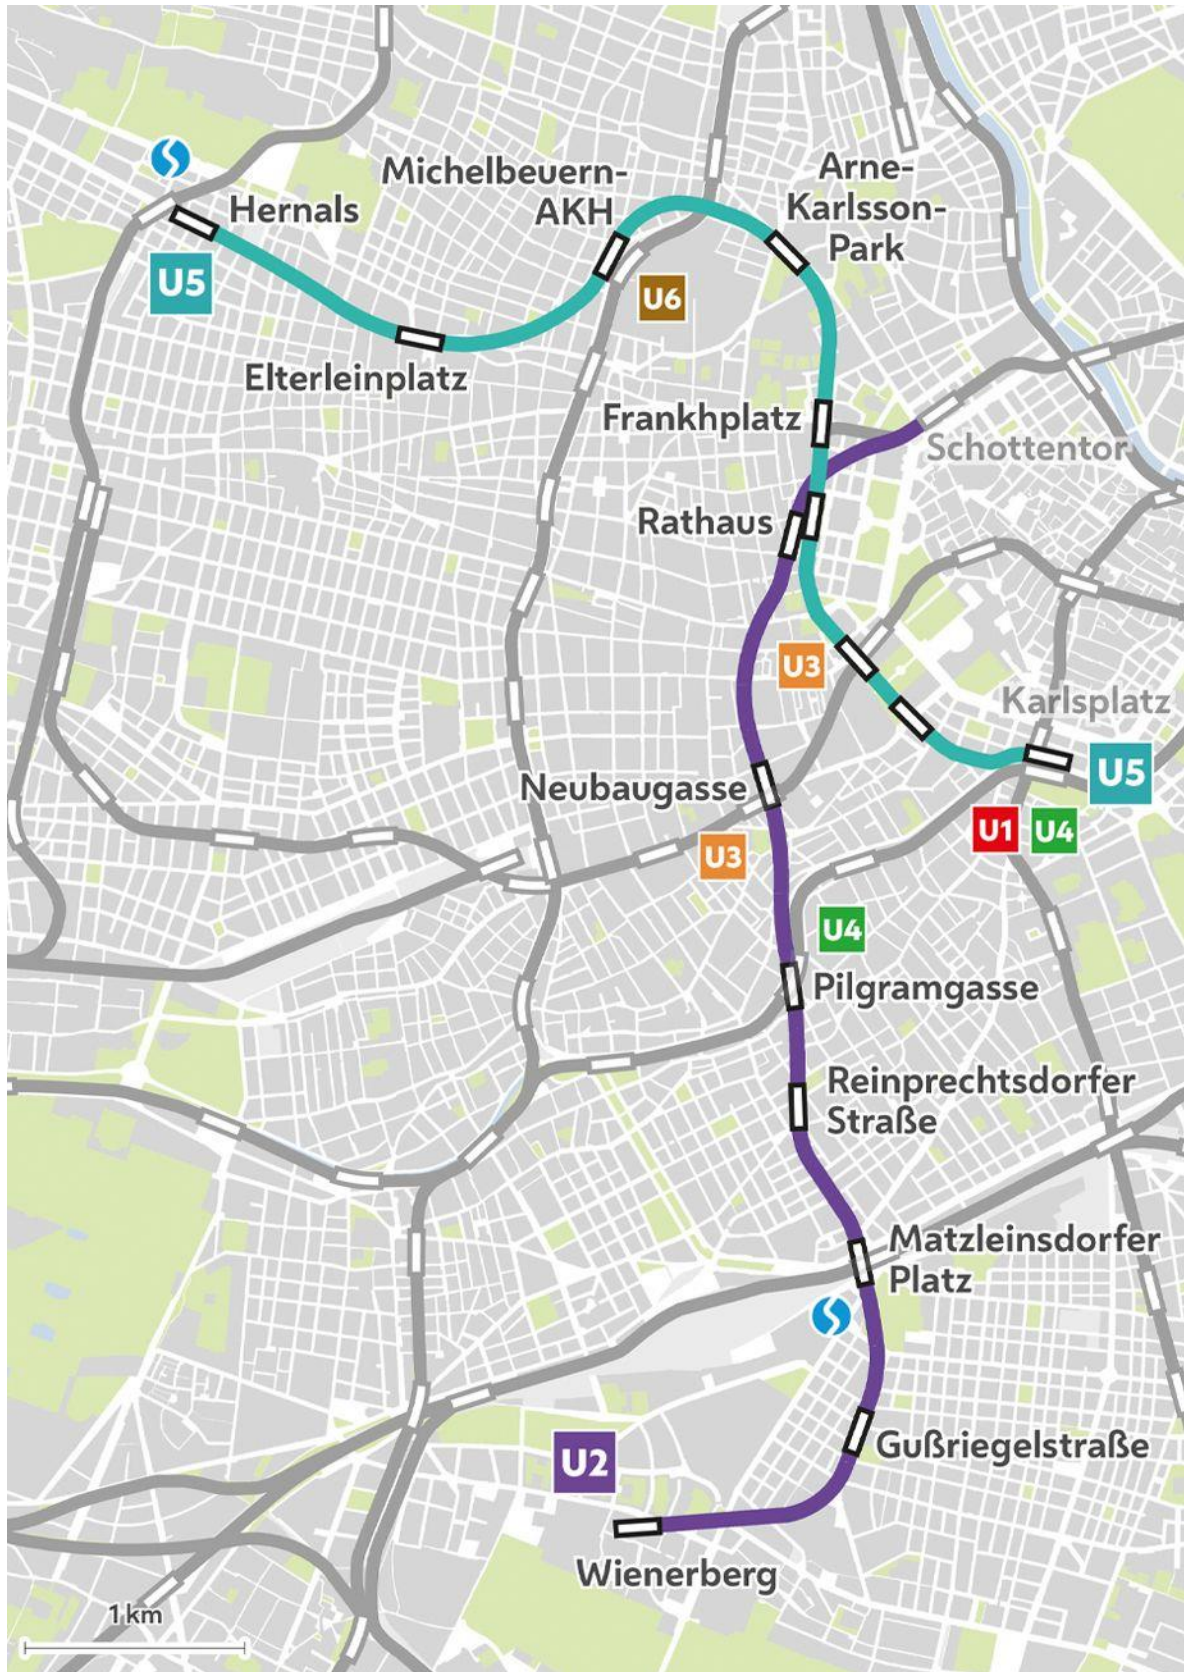 Michelbeuern-
AKH
Arne-
Karlsson-
Park
Hernals
U5
U6
Elterleinplatz
Frankhplatz
Schottentor
Rathaus
U3
Karlsplatz
U5
Neubaugasse
U1
U4
U3
U4
Pilgramgasse
Reinprechtsdorfer
Straße
Matzleinsdorfer
Platz
Gußriegelstraße
U2
Wienerberg
1 km